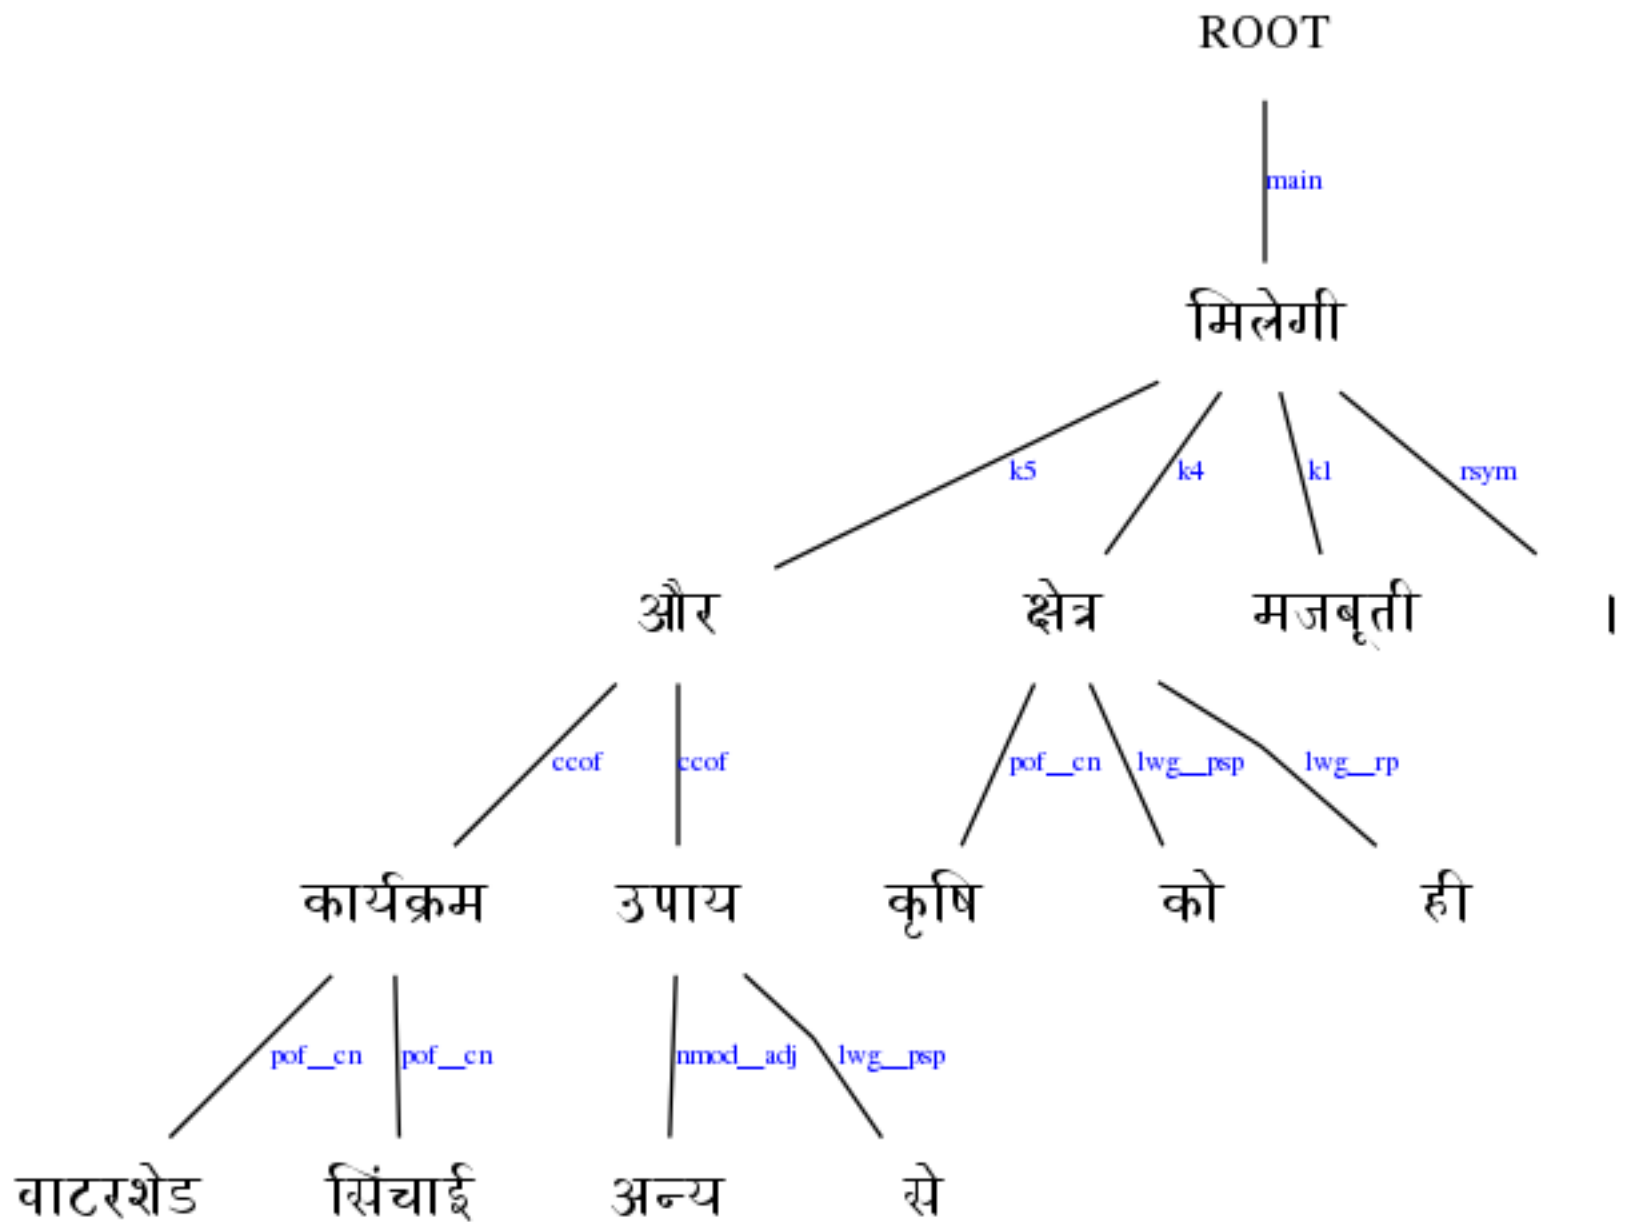 ROOT
main
मिलेगी
k5 k4 k1 rsym
और क्षेत्र मजबूती ।
ccof ccof pof__cn lwg__psp lwg__rp
कार्यक्रम उपाय कृषि को ही
pof__cn pof__cn nmod__adj lwg__psp
वाटरशेड सिंचाई अन्य से